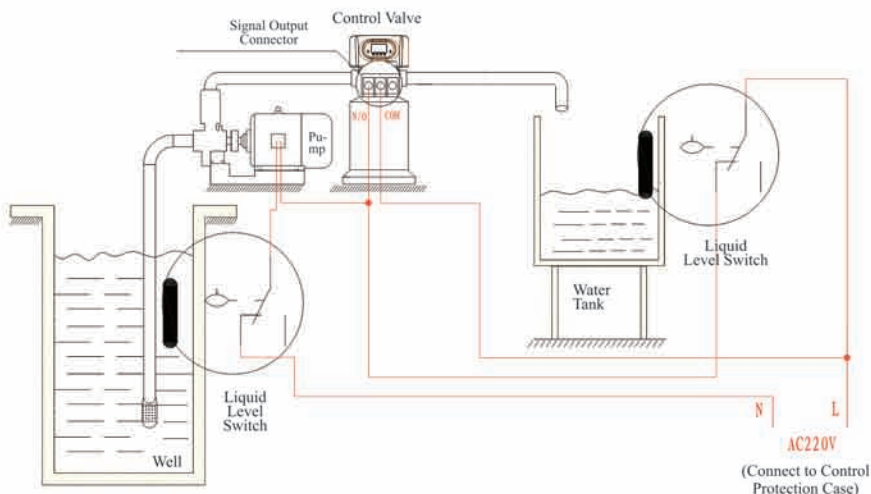 Control Valve
Signal Output
Connector
N/O
COM
Pu-
mp
Liquid
Level Switch
Water
Tank
Liquid
Level
Switch
Well
N
L
AC220V
(Connect to Control
Protection Case)